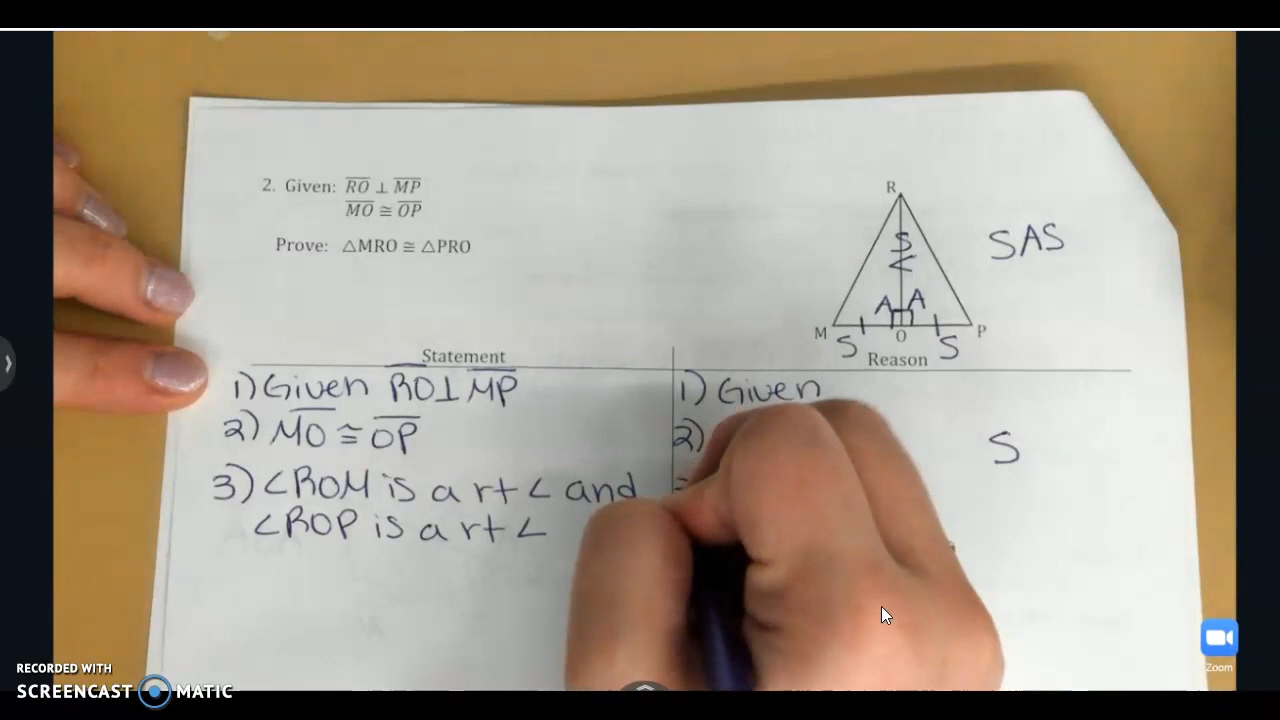 2. Given: RO ⊥ MP
MO ≅ OP
Prove: △MRO ≅ △PRO
R
S
SAS
A A
M O P
S S
Statement Reason
1) Given RO⊥MP 1) Given
2) MO ≅ OP 2)
S
3) ∠ROM is a rt ∠ and
∠ROP is a rt ∠
Zoom
RECORDED WITH
SCREENCAST MATIC